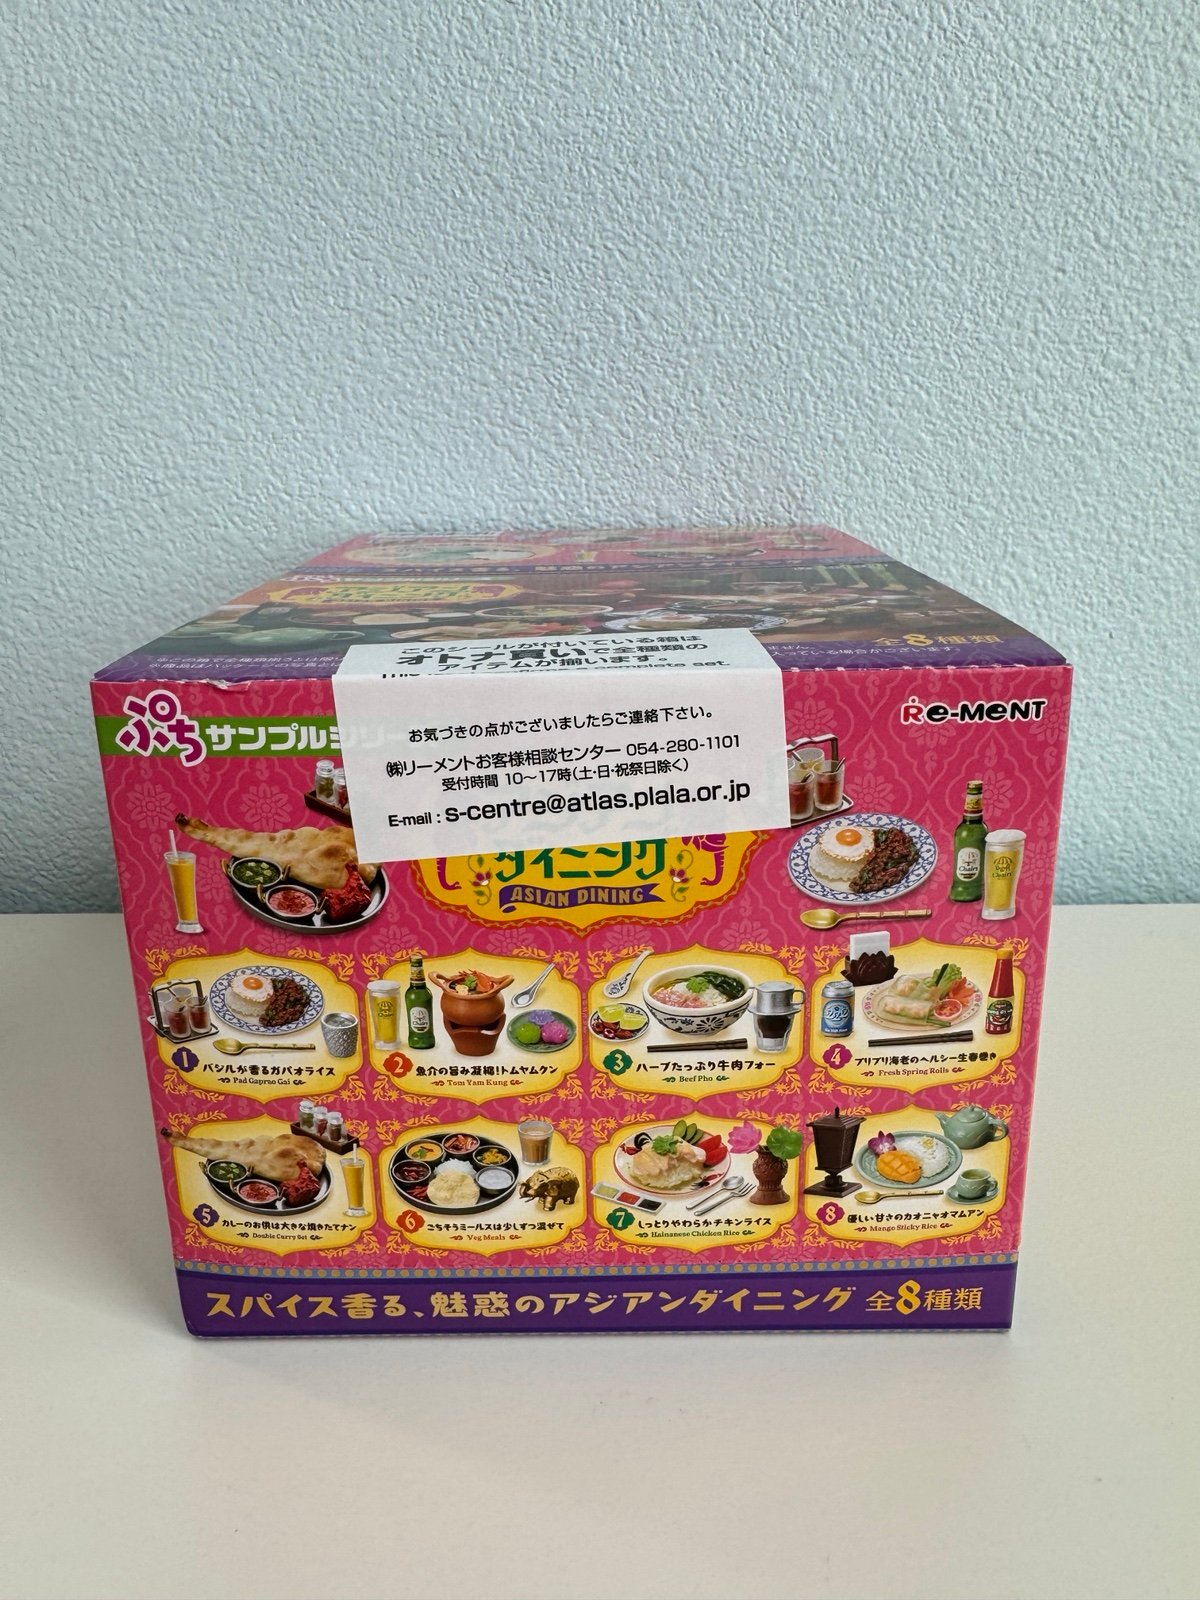 全8種類
このシールが付いている箱は
オトナ買いで全種類の
アイテムが揃います。
お気づきの点がございましたらご連絡下さい。
㈱リーメントお客様相談センター 054-280-1101
受付時間 10～17時(土・日・祝祭日除く)
E-mail : s-centre@atlas.plala.or.jp
ぷちサンプルシリー
Re-MeNT
ダイニング
ASIAN DINING
1 バジルが香るガパオライス
Pad Gaprao Gai
2 魚介の旨み凝縮!トムヤムクン
Tom Yam Kung
3 ハーブたっぷり牛肉フォー
Beef Pho
4 プリプリ海老のヘルシー生春巻き
Fresh Spring Rolls
5 カレーのお供は大きな焼きたてナン
Double Curry Set
6 ごちそうミールスは少しずつ混ぜて
Veg Meals
7 しっとりやわらかチキンライス
Hainanese Chicken Rice
8 優しい甘さのカオニャオマムアン
Mango Sticky Rice
スパイス香る、魅惑のアジアンダイニング 全8種類